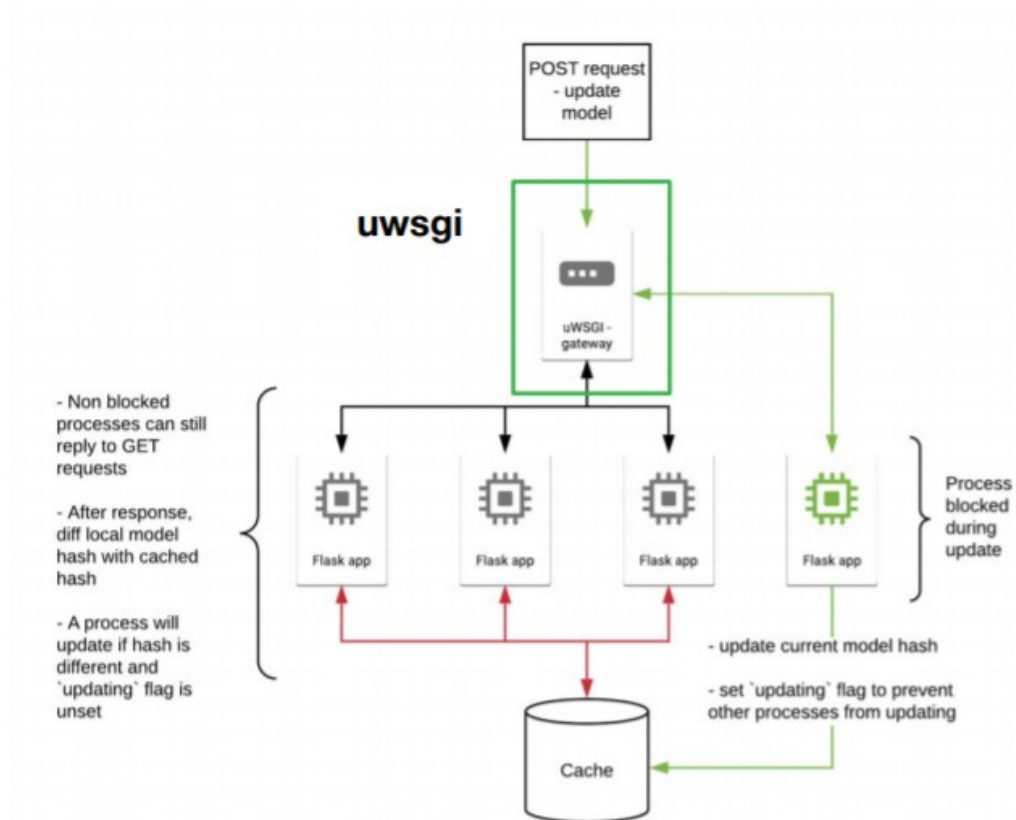 POST request
- update
model
uwsgi
uWSGI -
gateway
- Non blocked
processes can still
reply to GET
requests
- After response,
diff local model
hash with cached
hash
- A process will
update if hash is
different and
`updating` flag is
unset
Flask app
Flask app
Flask app
Flask app
Process
blocked
during
update
- update current model hash
- set `updating` flag to prevent
other processes from updating
Cache